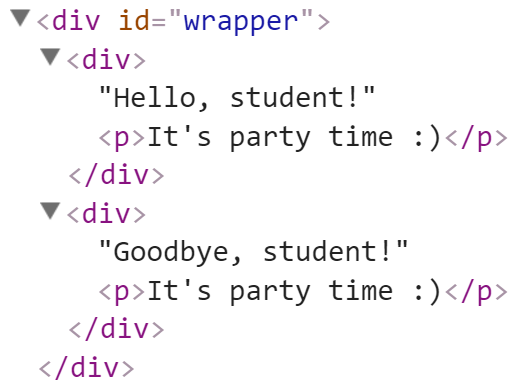 ▼<div id="wrapper">
▼<div>
"Hello, student!"
<p>It's party time :)</p>
</div>
▼<div>
"Goodbye, student!"
<p>It's party time :)</p>
</div>
</div>